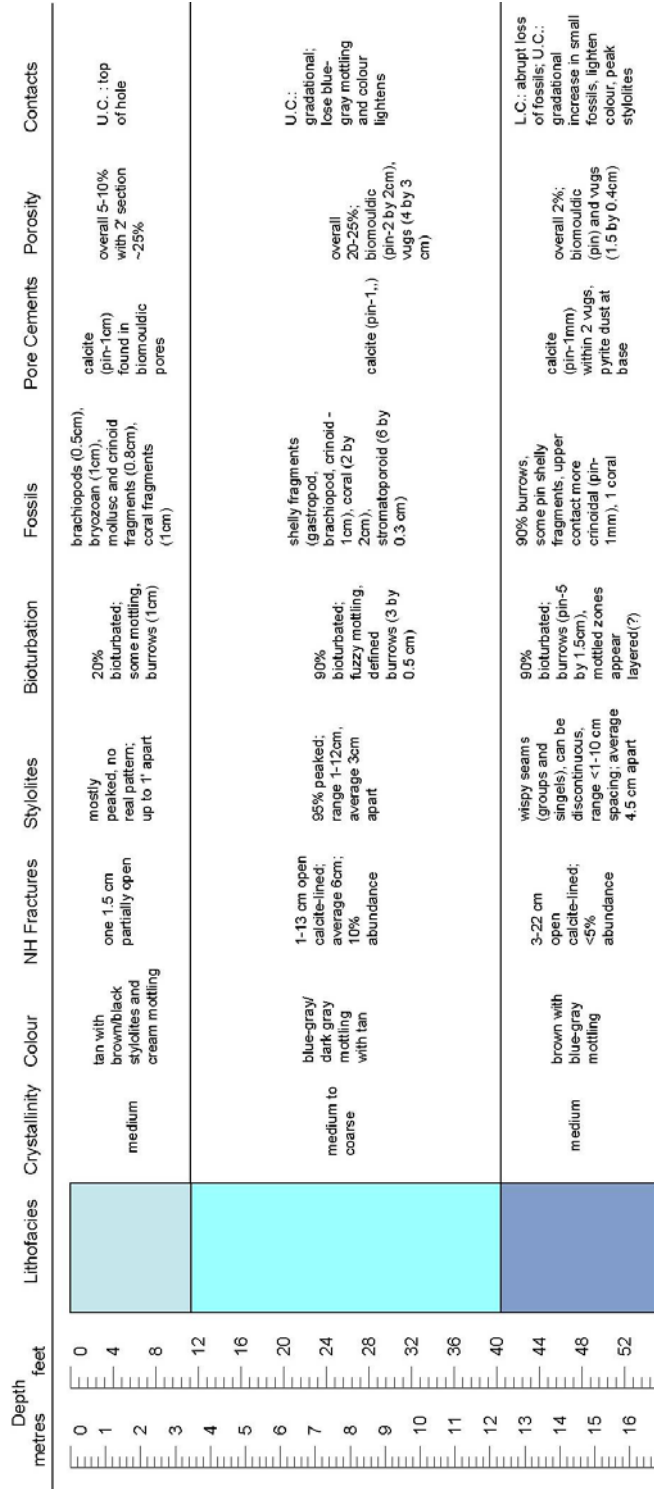 Depth
metres
feet
Lithofacies
Crystallinity
Colour
NH Fractures
Stylolites
Bioturbation
Fossils
Pore Cements
Porosity
Contacts
0
1
2
3
4
5
6
7
8
9
10
11
12
13
14
15
16
0
4
8
12
16
20
24
28
32
36
40
44
48
52
medium
tan with
brown/black
stylolites and
cream mottling
one 1.5 cm
partially open
mostly
peaked, no
real pattern;
up to 1' apart
20%
bioturbated;
some mottling,
burrows (1cm)
brachiopods (0.5cm),
bryozoan (1cm),
mollusc and crinoid
fragments (0.8cm),
coral fragments
(1cm)
calcite
(pin-1cm)
found in
biomouldic
pores
overall 5-10%
with 2' section
~25%
U.C. : top
of hole
medium to
coarse
blue-gray/
dark gray
mottling
with tan
1-13 cm open
calcite-lined;
average 6cm;
10%
abundance
95% peaked;
range 1-12cm,
average 3cm
apart
90%
bioturbated;
fuzzy mottling,
defined
burrows (3 by
0.5 cm)
shelly fragments
(gastropod,
brachiopod, crinoid -
1cm), coral (2 by
2cm),
stromatoporoid (6 by
0.3 cm)
calcite (pin-1,,)
overall
20-25%;
biomouldic
(pin-2 by 2cm),
vugs (4 by 3
cm)
U.C.:
gradational;
lose blue-
gray mottling
and colour
lightens
medium
brown with
blue-gray
mottling
3-22 cm
open
calcite-lined;
<5%
abundance
wispy seams
(groups and
singels), can be
discontinuous,
range <1-10 cm
spacing; average
4.5 cm apart
90%
bioturbated;
burrows (pin-5
by 1.5cm),
mottled zones
appear
layered(?)
90% burrows,
some pin shelly
fragments, upper
contact more
crinoidal (pin-
1mm), 1 coral
calcite
(pin-1mm)
within 2 vugs,
pyrite dust at
base
overall 2%;
biomouldic
(pin) and vugs
(1.5 by 0.4cm)
L.C.: abrupt loss
of fossils; U.C.:
gradational
increase in small
fossils, lighten
colour, peak
stylolites